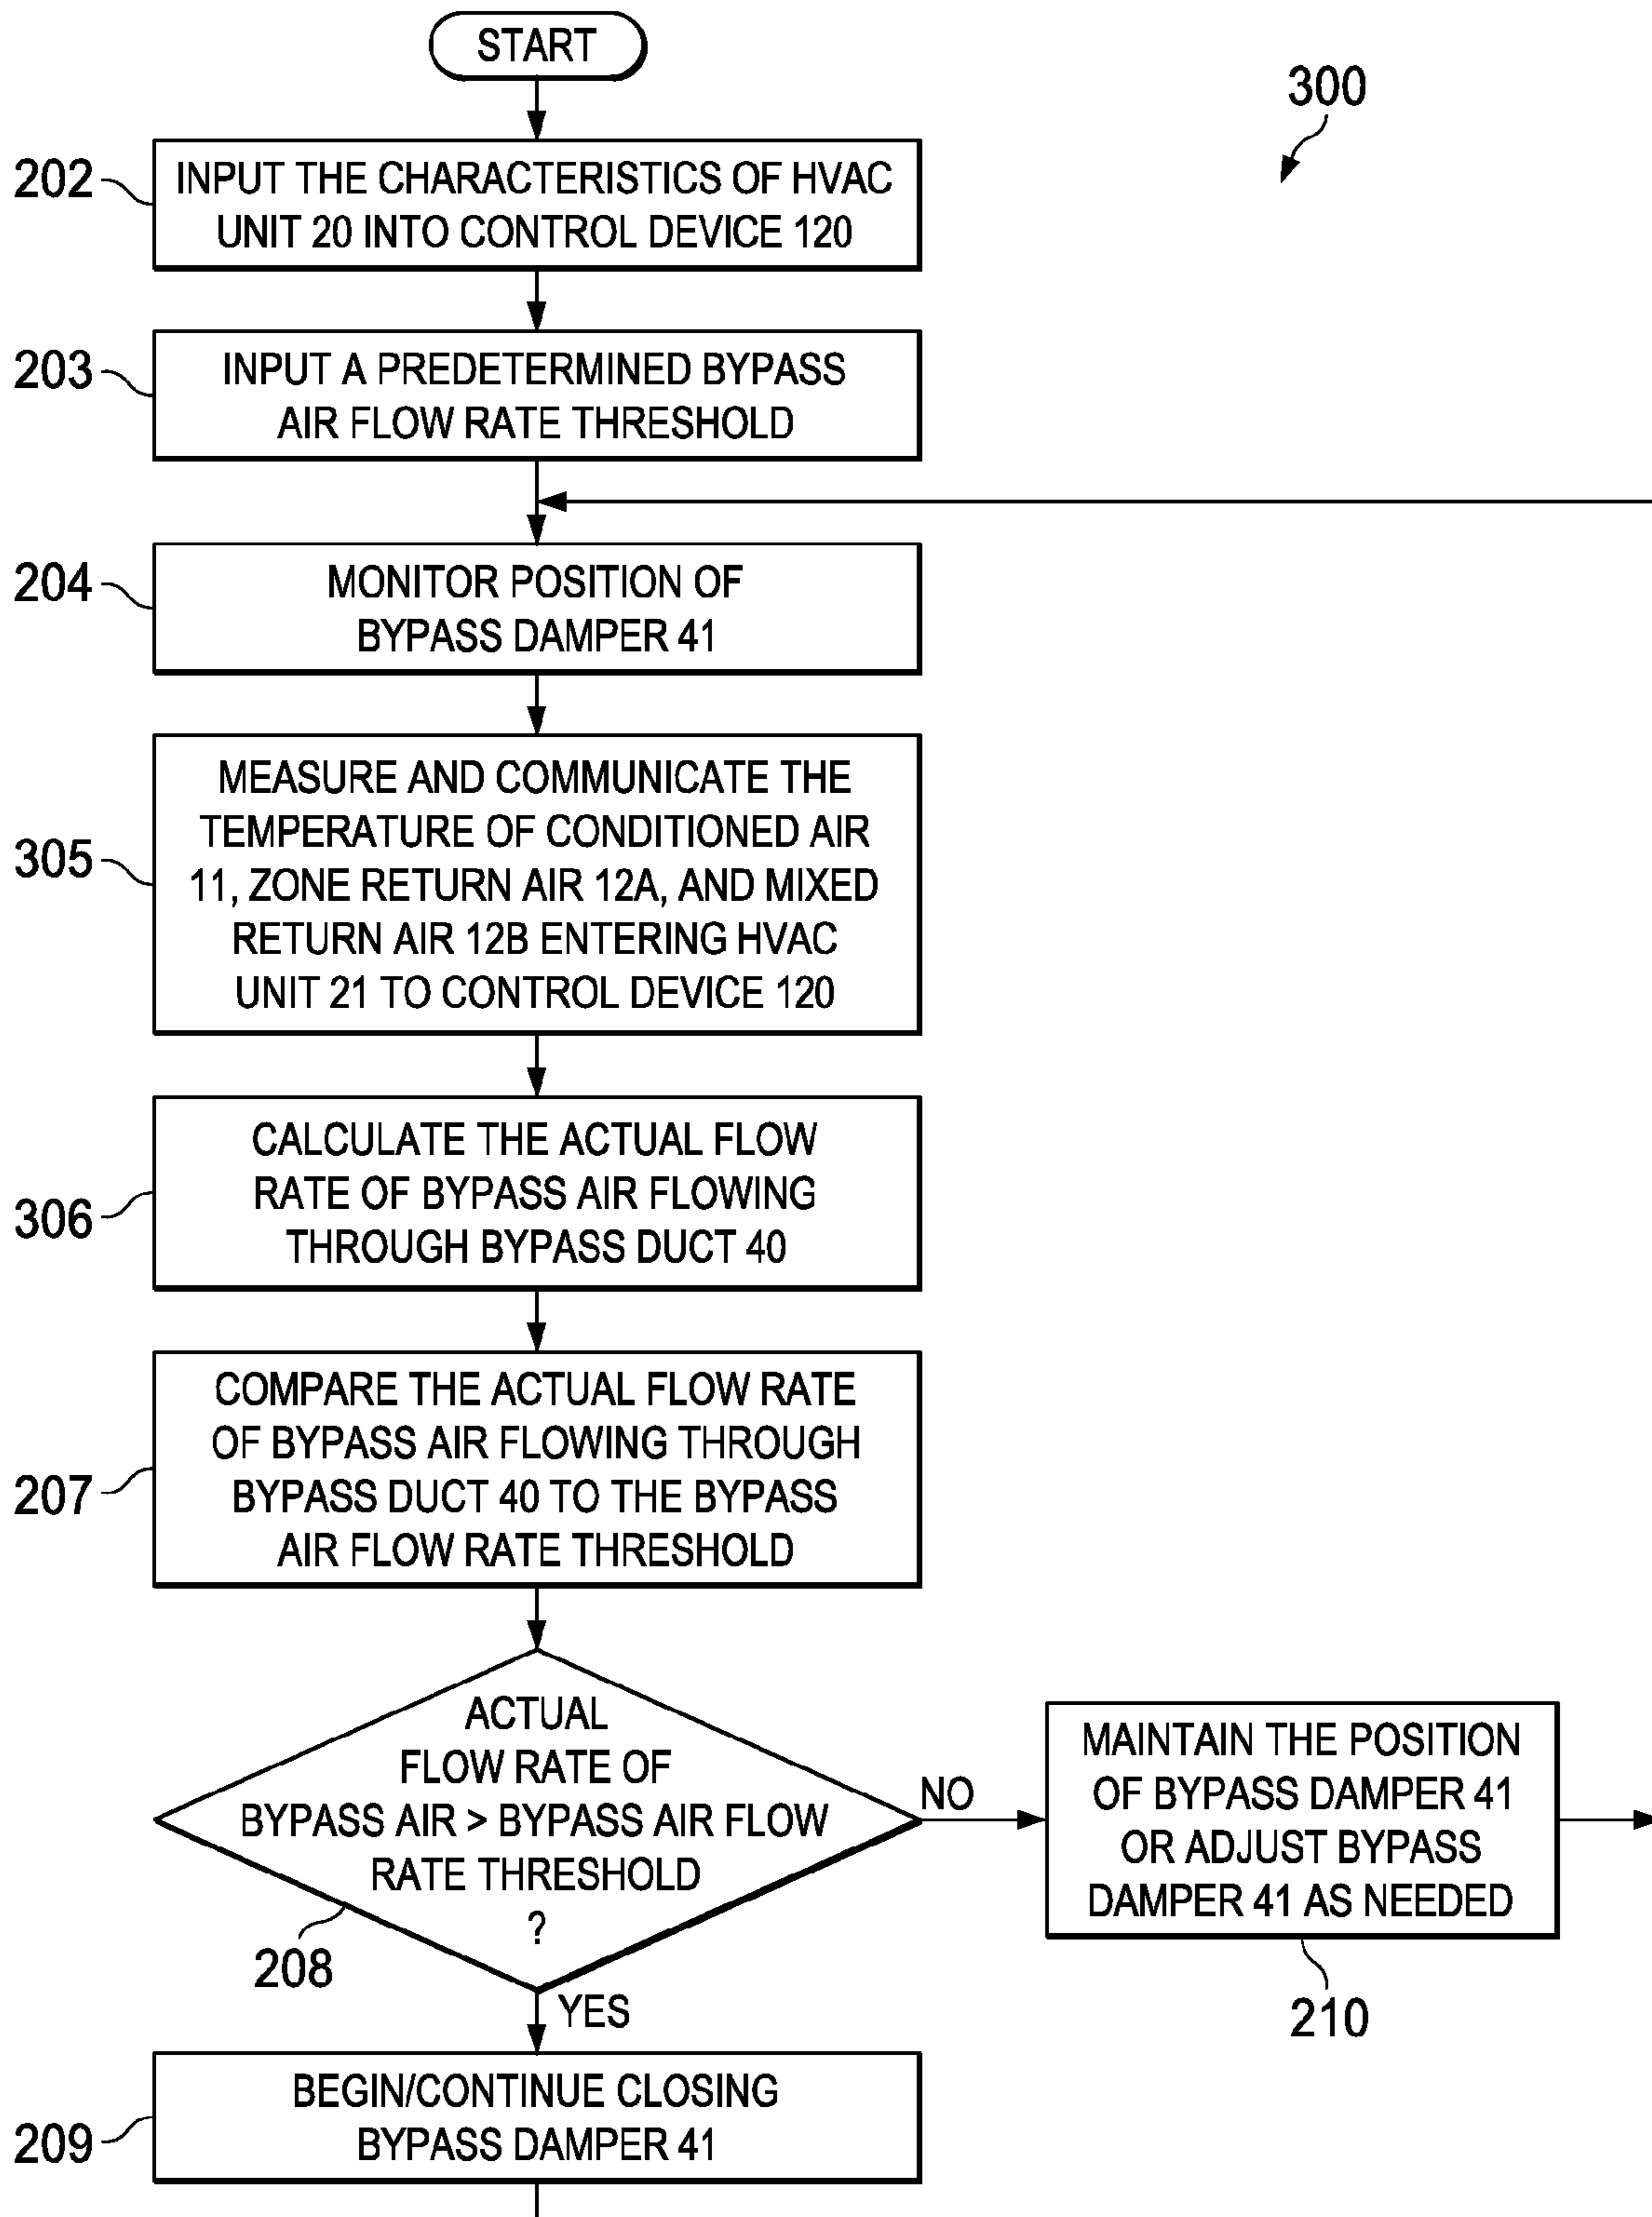 START
300
202
INPUT THE CHARACTERISTICS OF HVAC
UNIT 20 INTO CONTROL DEVICE 120
203
INPUT A PREDETERMINED BYPASS
AIR FLOW RATE THRESHOLD
204
MONITOR POSITION OF
BYPASS DAMPER 41
305
MEASURE AND COMMUNICATE THE
TEMPERATURE OF CONDITIONED AIR
11, ZONE RETURN AIR 12A, AND MIXED
RETURN AIR 12B ENTERING HVAC
UNIT 21 TO CONTROL DEVICE 120
306
CALCULATE THE ACTUAL FLOW
RATE OF BYPASS AIR FLOWING
THROUGH BYPASS DUCT 40
207
COMPARE THE ACTUAL FLOW RATE
OF BYPASS AIR FLOWING THROUGH
BYPASS DUCT 40 TO THE BYPASS
AIR FLOW RATE THRESHOLD
ACTUAL
FLOW RATE OF
BYPASS AIR > BYPASS AIR FLOW
RATE THRESHOLD
?
208
NO
MAINTAIN THE POSITION
OF BYPASS DAMPER 41
OR ADJUST BYPASS
DAMPER 41 AS NEEDED
210
YES
209
BEGIN/CONTINUE CLOSING
BYPASS DAMPER 41